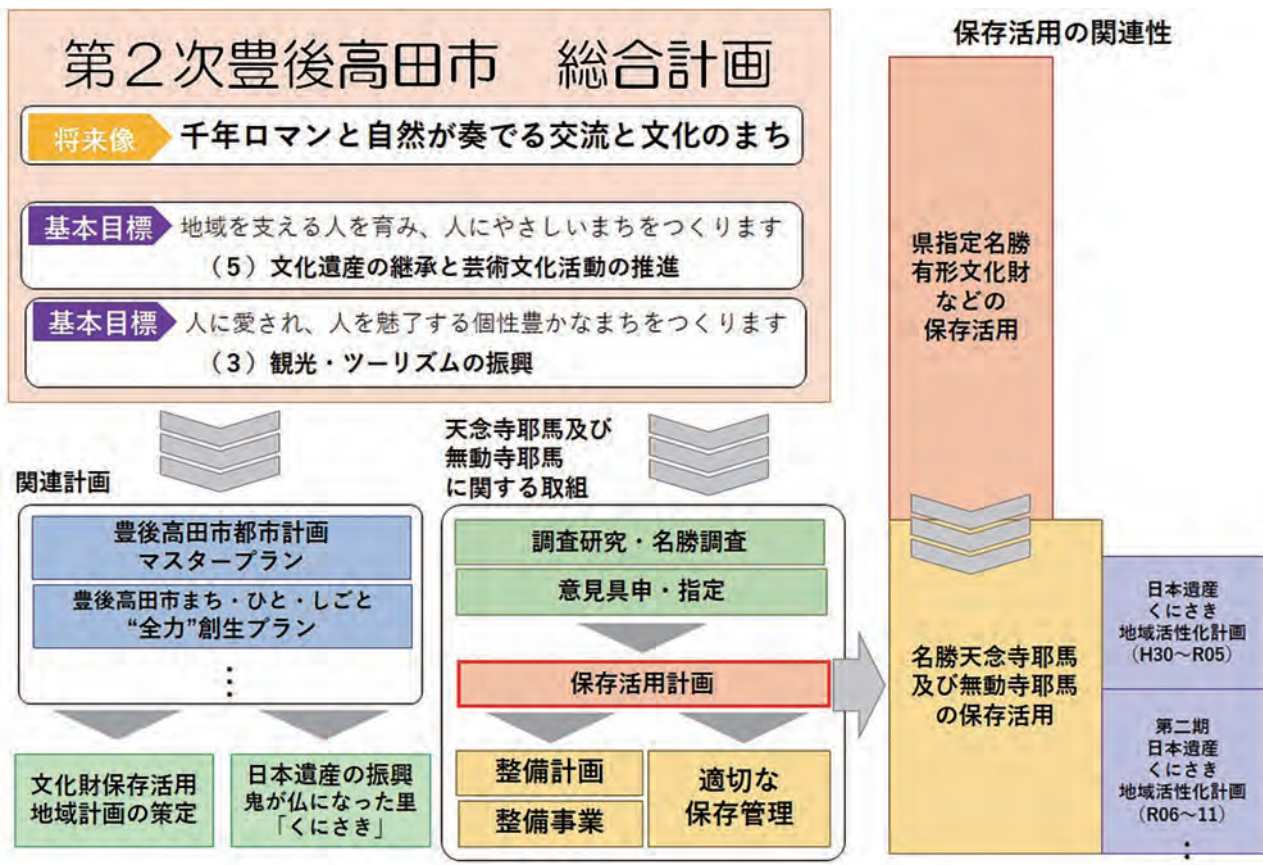 第２次豊後高田市　総合計画
将来像
千年ロマンと自然が奏でる交流と文化のまち
基本目標
地域を支える人を育み、人にやさしいまちをつくります
（５）文化遺産の継承と芸術文化活動の推進
基本目標
人に愛され、人を魅了する個性豊かなまちをつくります
（３）観光・ツーリズムの振興
関連計画
豊後高田市都市計画
マスタープラン
豊後高田市まち・ひと・しごと
“全力”創生プラン
⋮
文化財保存活用
地域計画の策定
日本遺産の振興
鬼が仏になった里
「くにさき」
天念寺耶馬及び
無動寺耶馬
に関する取組
調査研究・名勝調査
意見具申・指定
保存活用計画
整備計画
整備事業
適切な
保存管理
保存活用の関連性
県指定名勝
有形文化財
などの
保存活用
名勝天念寺耶馬
及び無動寺耶馬
の保存活用
日本遺産
くにさき
地域活性化計画
（H30～R05）
第二期
日本遺産
くにさき
地域活性化計画
（R06～11）
⋮